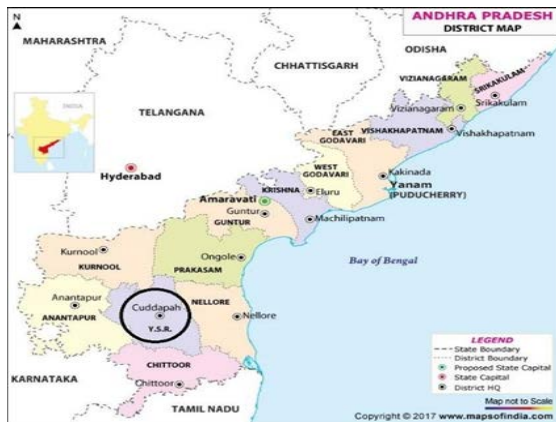 N
ANDHRA PRADESH
DISTRICT MAP
MAHARASHTRA
ODISHA
CHHATTISGARH
INDIA
TELANGANA
VIZIANAGARAM
SRIKAKULAM
Vizianagaram
Srikakulam
VISHAKHAPATNAM
Vishakhapatnam
EAST
GODAVARI
WEST
GODAVARI
Kakinada
Yanam
(PUDUCHERRY)
Hyderabad
KRISHNA
Eluru
Amaravati
Guntur
GUNTUR
Machilipatnam
Kurnool
KURNOOL
Ongole
PRAKASAM
Bay of Bengal
Anantapur
ANANTAPUR
Cuddapah
Y.S.R.
NELLORE
Nellore
CHITTOOR
Chittoor
KARNATAKA
TAMIL NADU
LEGEND
State Boundary
District Boundary
Proposed State Capital
State Capital
District HQ
Map not to Scale
Copyright © 2017 www.mapsofindia.com